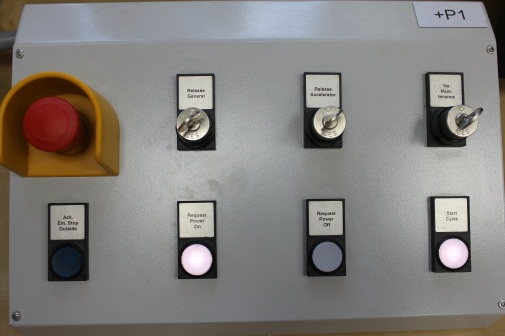 +P1
Release
General
Release
Accelerator
No
Main-
tenance
YES
Ack.
Em. Stop
Outside
Request
Power
On
Request
Power
Off
Start
Cycle